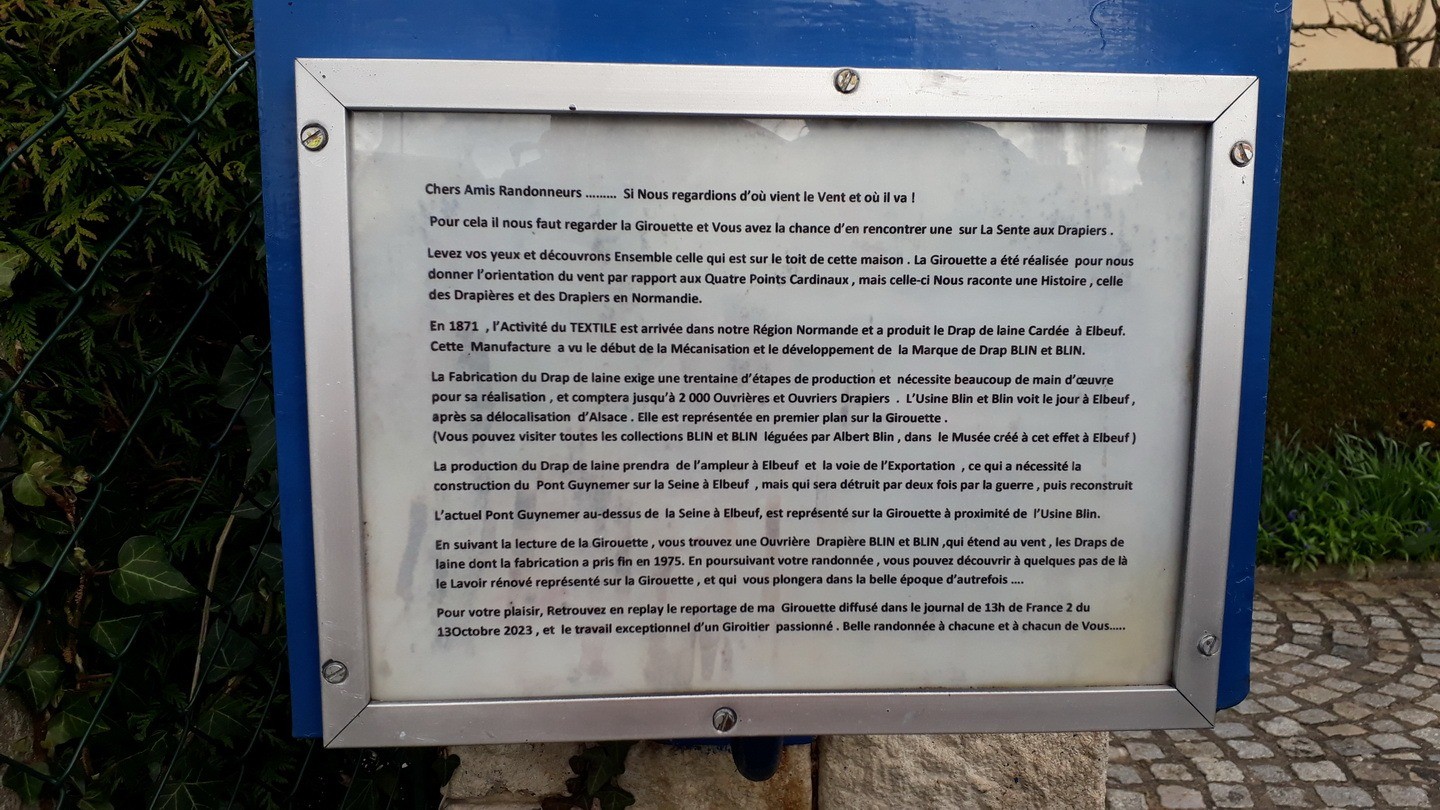 Chers Amis Randonneurs ......... Si Nous regardions d'où vient le Vent et où il va !
Pour cela il nous faut regarder la Girouette et Vous avez la chance d'en rencontrer une sur La Sente aux Drapiers .
Levez vos yeux et découvrons Ensemble celle qui est sur le toit de cette maison . La Girouette a été réalisée pour nous
donner l'orientation du vent par rapport aux Quatre Points Cardinaux , mais celle-ci Nous raconte une Histoire , celle
des Drapières et des Drapiers en Normandie.
En 1871 , l'Activité du TEXTILE est arrivée dans notre Région Normande et a produit le Drap de laine Cardée à Elbeuf.
Cette Manufacture a vu le début de la Mécanisation et le développement de la Marque de Drap BLIN et BLIN.
La Fabrication du Drap de laine exige une trentaine d'étapes de production et nécessite beaucoup de main d'œuvre
pour sa réalisation , et comptera jusqu'à 2 000 Ouvrières et Ouvriers Drapiers . L'Usine Blin et Blin voit le jour à Elbeuf ,
après sa délocalisation d'Alsace . Elle est représentée en premier plan sur la Girouette .
(Vous pouvez visiter toutes les collections BLIN et BLIN léguées par Albert Blin , dans le Musée créé à cet effet à Elbeuf )
La production du Drap de laine prendra de l'ampleur à Elbeuf et la voie de l'Exportation , ce qui a nécessité la
construction du Pont Guynemer sur la Seine à Elbeuf , mais qui sera détruit par deux fois par la guerre , puis reconstruit
L'actuel Pont Guynemer au-dessus de la Seine à Elbeuf, est représenté sur la Girouette à proximité de l'Usine Blin.
En suivant la lecture de la Girouette , vous trouvez une Ouvrière Drapière BLIN et BLIN ,qui étend au vent , les Draps de
laine dont la fabrication a pris fin en 1975. En poursuivant votre randonnée , vous pouvez découvrir à quelques pas de là
le Lavoir rénové représenté sur la Girouette , et qui vous plongera dans la belle époque d'autrefois ....
Pour votre plaisir, Retrouvez en replay le reportage de ma Girouette diffusé dans le journal de 13h de France 2 du
13Octobre 2023 , et le travail exceptionnel d'un Giroitier passionné . Belle randonnée à chacune et à chacun de Vous.....